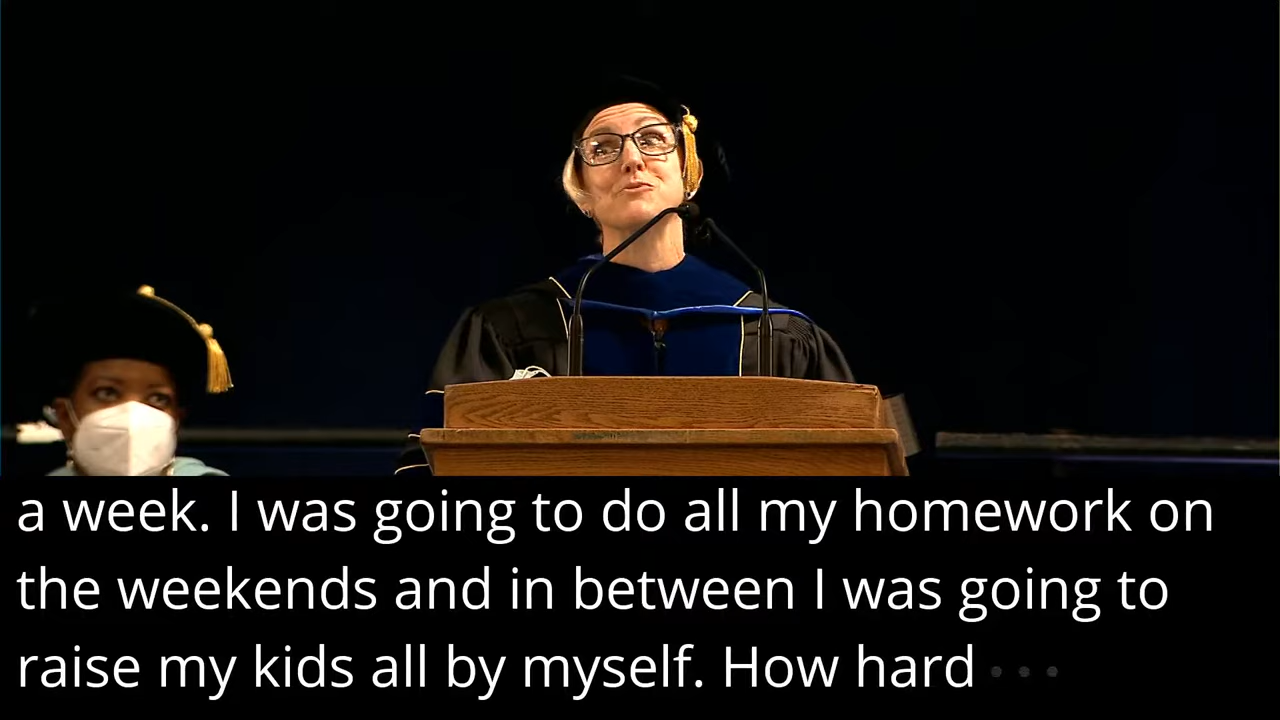 a week. I was going to do all my homework on
the weekends and in between I was going to
raise my kids all by myself. How hard